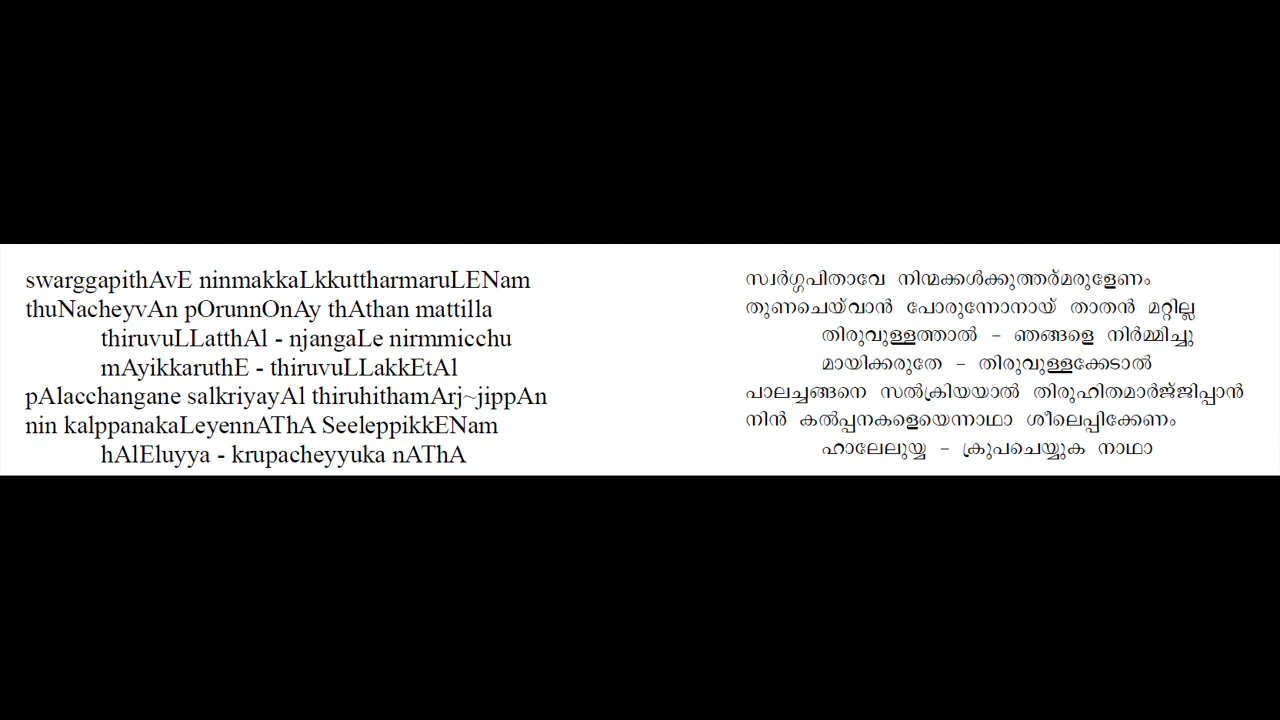 swarggapithAvE ninmakkaLkkuttharmaruLENam
thuNacheyvAn pOrunnOnAy thAthan mattilla
thiruvuLLatthAl - njangaLe nirmmicchu
mAyikkaruthE - thiruvuLLakkEtAl
pAlacchangane salkriyayAl thiruhithamArj~jippAn
nin kalppanakaLeyennAThA SeeleppikkENam
hAlEluyya - krupacheyyuka nAThA
സ്വർഗ്ഗപിതാവേ നിന്മക്കൾക്കുത്തര്‍മരുളേണം
തുണചെയ്‌വാൻ പോരുന്നോനായ് താതൻ മറ്റില്ല
തിരുവുള്ളത്താൽ - ഞങ്ങളെ നിർമ്മിച്ചു
മായിക്കരുതേ - തിരുവുള്ളക്കേടാൽ
പാലച്ചങ്ങനെ സൽക്രിയയാൽ തിരുഹിതമാർജ്ജിപ്പാൻ
നിൻ കൽപ്പനകളെയെന്നാഥാ ശീലെപ്പിക്കേണം
ഹാലേലുയ്യ - ക്രുപചെയ്യുക നാഥാ